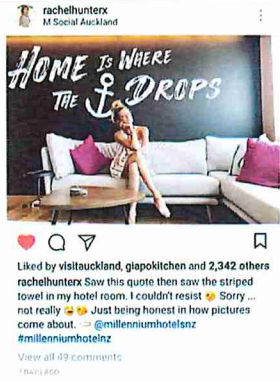 rachelhunterx
M Social Auckland
HOME IS WHERE
THE DROPS
Liked by visitauckland, giapokitchen and 2,342 others
rachelhunterx Saw this quote then saw the striped
towel in my hotel room. I couldn't resist 😘 Sorry ...
not really 😜😘 Just being honest in how pictures
come about. @millenniumhotelsnz
#millenniumhotelnz
View all 49 comments
DAYS AGO